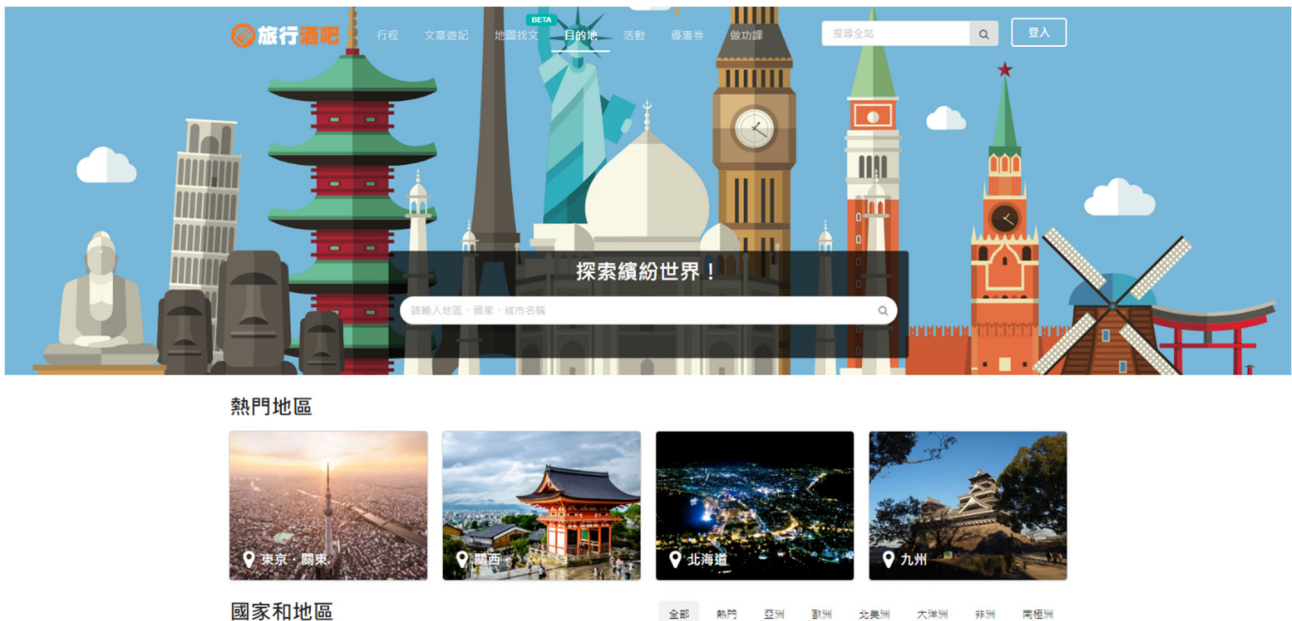 BETA
旅行酒吧 行程 文章遊記 地圖找文 目的地 活動 優惠券 做功課 搜尋全站 登入
探索繽紛世界！
請輸入地區、國家、城市名稱
熱門地區
東京·關東 關西 北海道 九州
國家和地區 全部 熱門 亞洲 歐洲 北美洲 大洋洲 非洲 南極洲